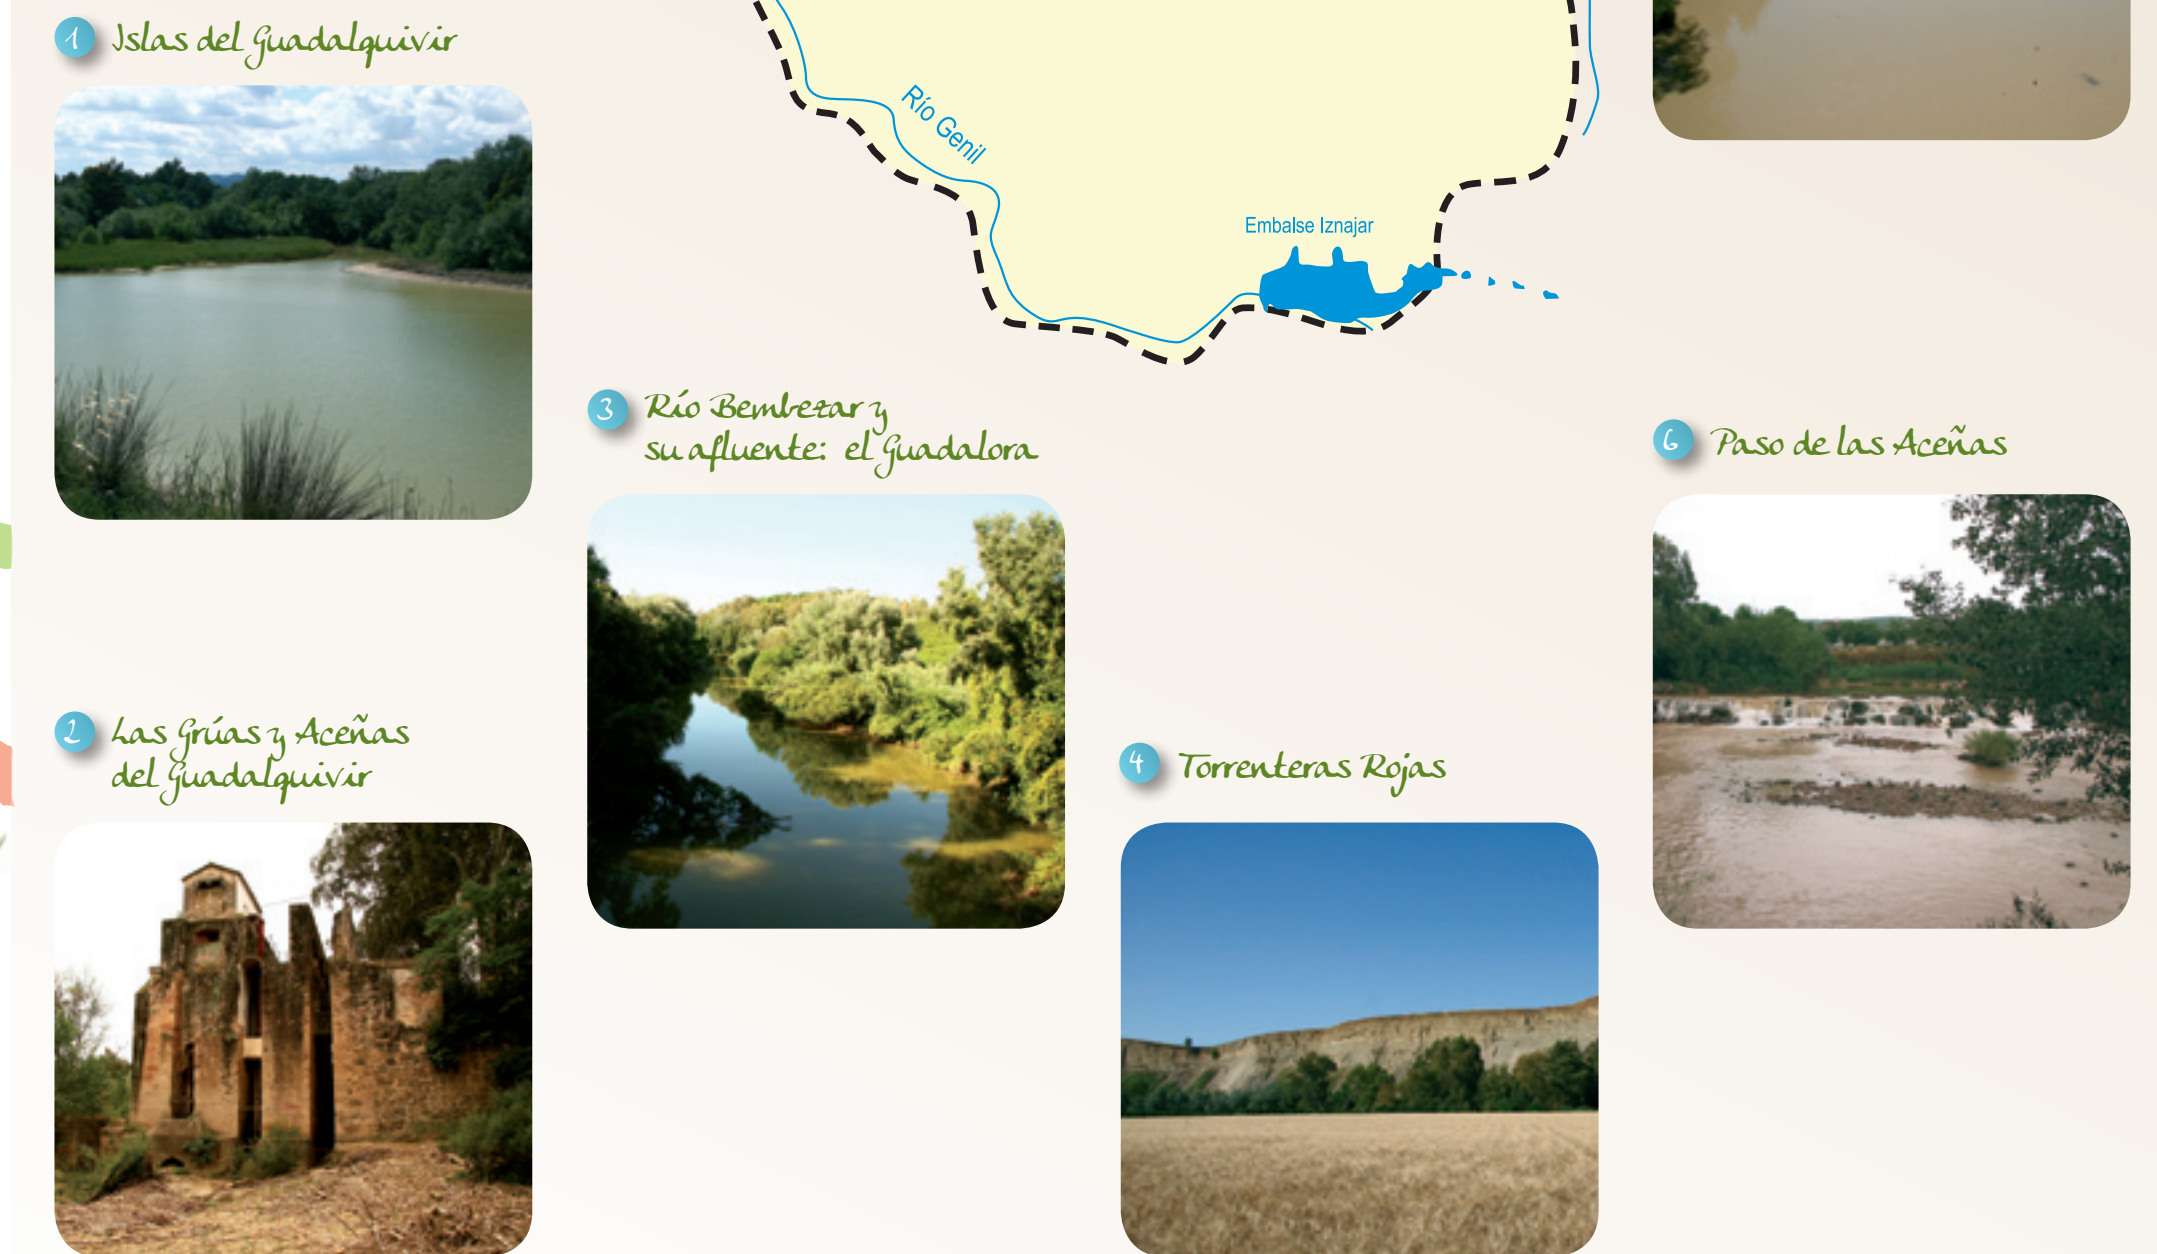 1 Islas del Guadalquivir
Río Genil
Embalse Iznajar
3 Río Bembezar y
su afluente: el Guadalora
6 Paso de las Aceñas
2 Las Grúas y Aceñas
del Guadalquivir
4 Torrenteras Rojas